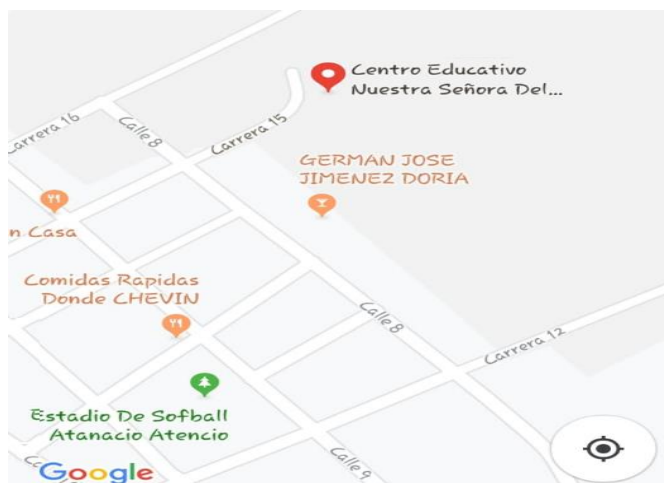 Centro Educativo
Nuestra Señora Del...
Carrera 16
Calle 8
Carrera 15
GERMAN JOSE
JIMENEZ DORIA
n Casa
Comidas Rapidas
Donde CHEVIN
Calle 8
Carrera 12
Estadio De Sofball
Atanacio Atencio
Calle 9
Google